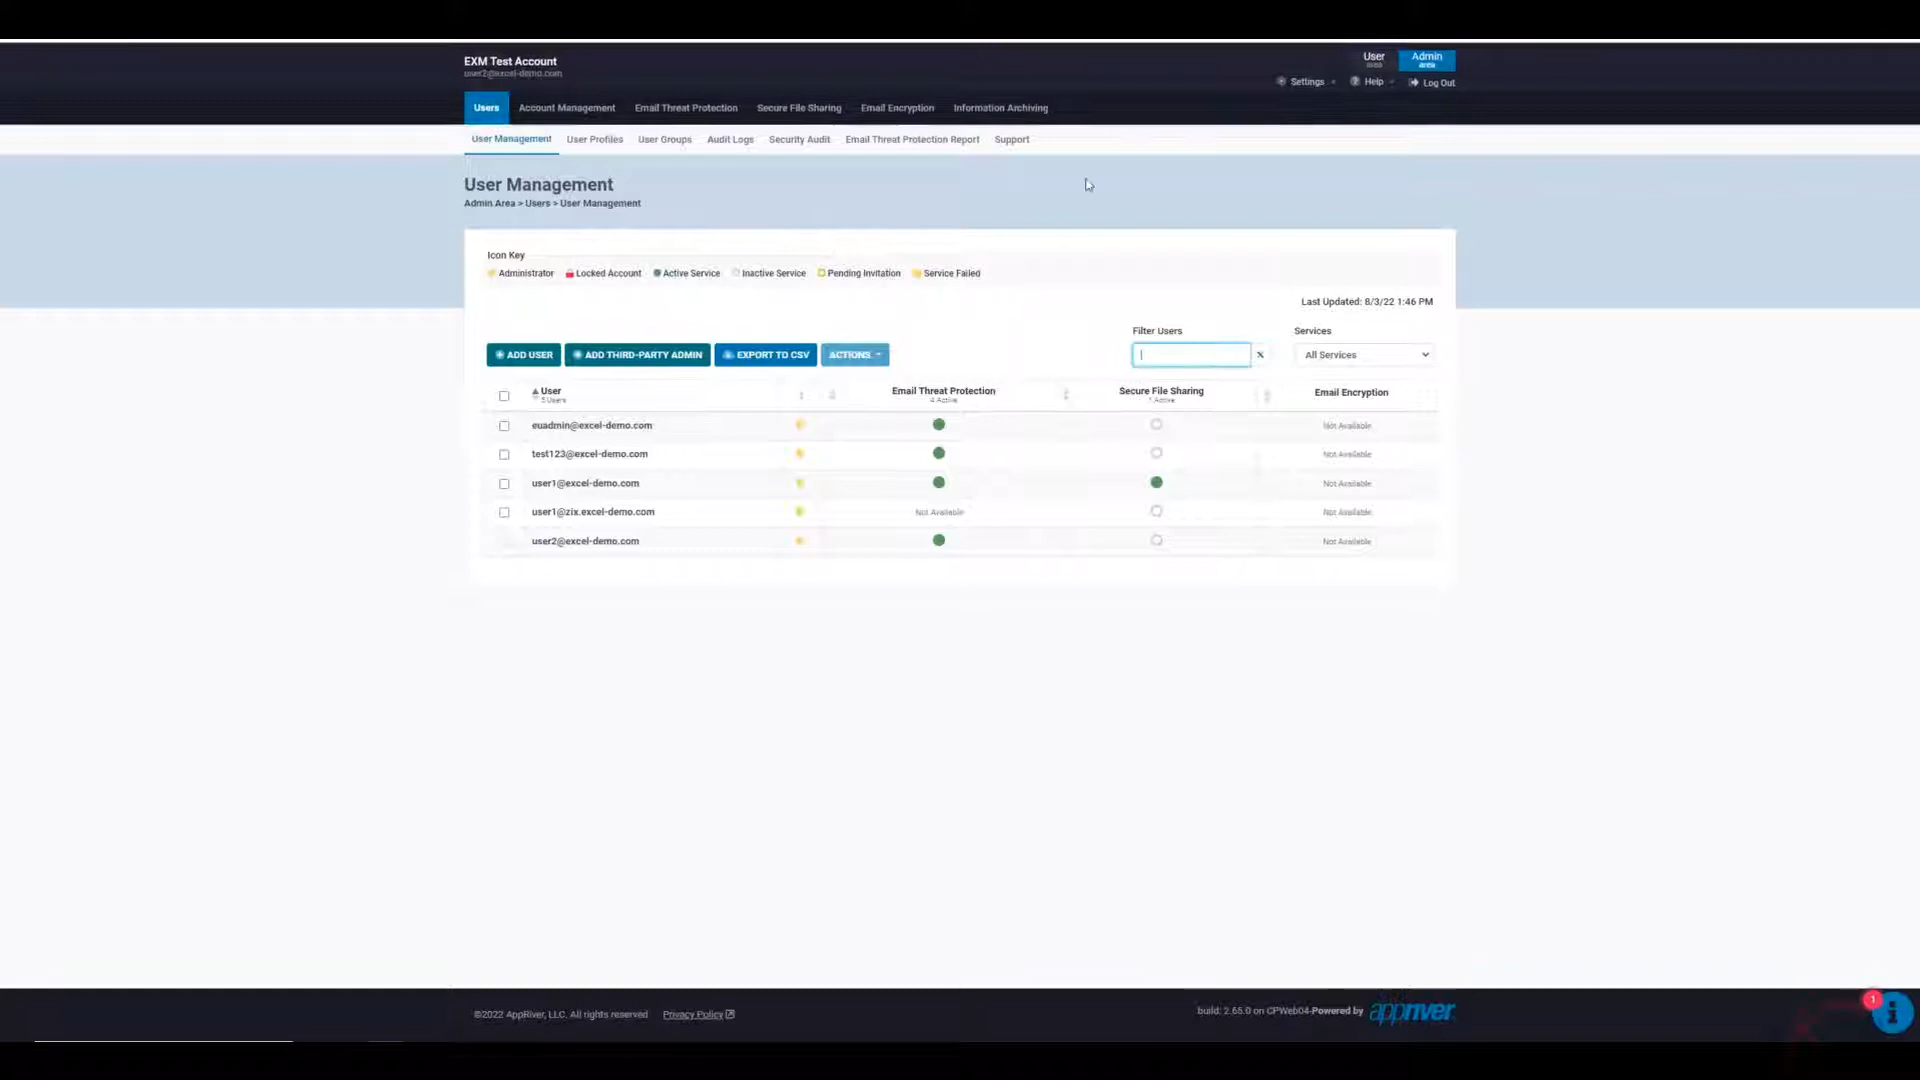 EXM Test Account
user2@excel-demo.com
User
area
Admin
area
Settings
Help
Log Out
Users
Account Management
Email Threat Protection
Secure File Sharing
Email Encryption
Information Archiving
User Management
User Profiles
User Groups
Audit Logs
Security Audit
Email Threat Protection Report
Support
User Management
Admin Area > Users > User Management
Icon Key
Administrator
Locked Account
Active Service
Inactive Service
Pending Invitation
Service Failed
Last Updated: 8/3/22 1:46 PM
Filter Users
Services
ADD USER
ADD THIRD-PARTY ADMIN
EXPORT TO CSV
ACTIONS
x
All Services
User
5 Users
Email Threat Protection
4 Active
Secure File Sharing
1 Active
Email Encryption
euadmin@excel-demo.com
Not Available
test123@excel-demo.com
Not Available
user1@excel-demo.com
Not Available
user1@zix.excel-demo.com
Not Available
Not Available
user2@excel-demo.com
Not Available
©2022 AppRiver, LLC. All rights reserved
Privacy Policy
build: 2.65.0 on CPWeb04-Powered by
appriver
1
i